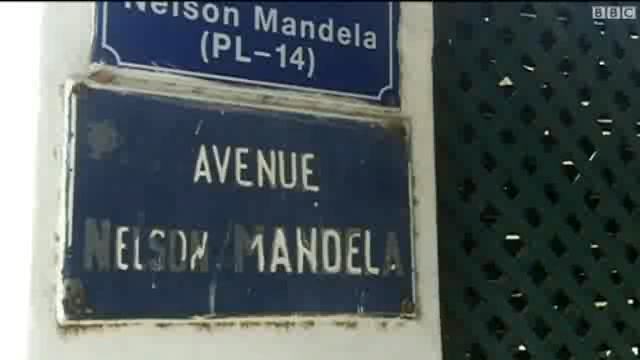 Nelson Mandela
(PL-14)
AVENUE
NELSON MANDELA
BBC